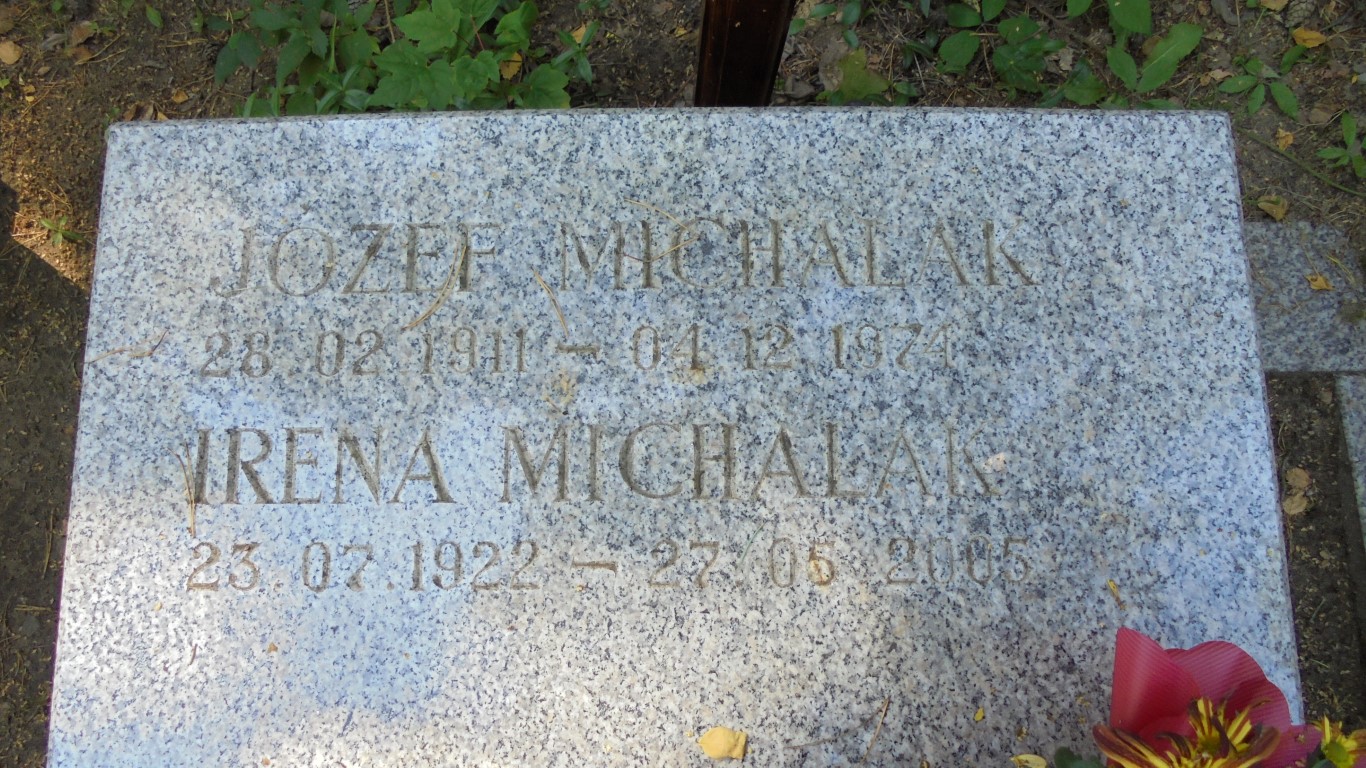 JOZEF MICHALAK
28. 02. 1911 – 04. 12. 1974
IRENA MICHALAK
23. 07. 1922 – 27. 05. 2005